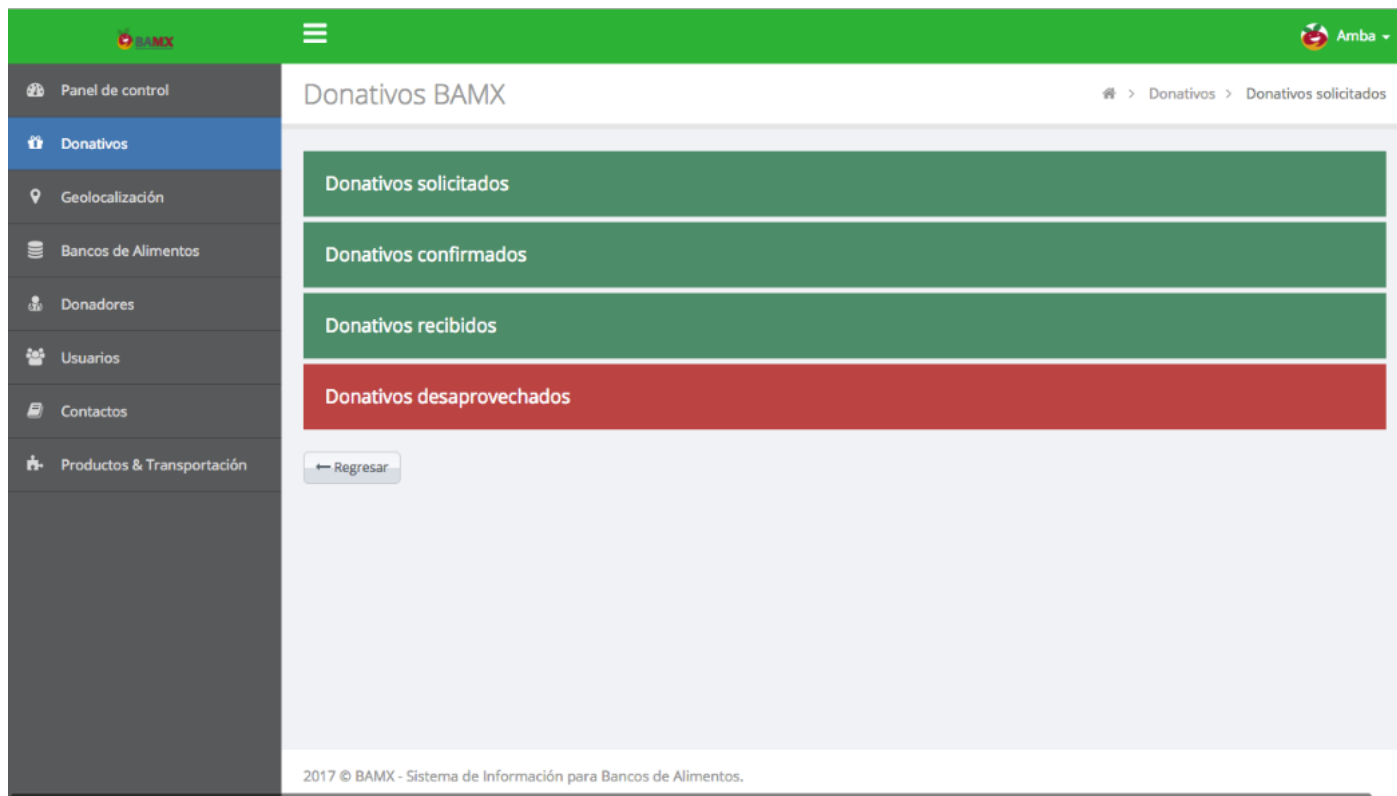 BAMX
Amba
Panel de control
Donativos
Geolocalización
Bancos de Alimentos
Donadores
Usuarios
Contactos
Productos & Transportación
Donativos BAMX
> Donativos > Donativos solicitados
Donativos solicitados
Donativos confirmados
Donativos recibidos
Donativos desaprovechados
← Regresar
2017 © BAMX - Sistema de Información para Bancos de Alimentos.